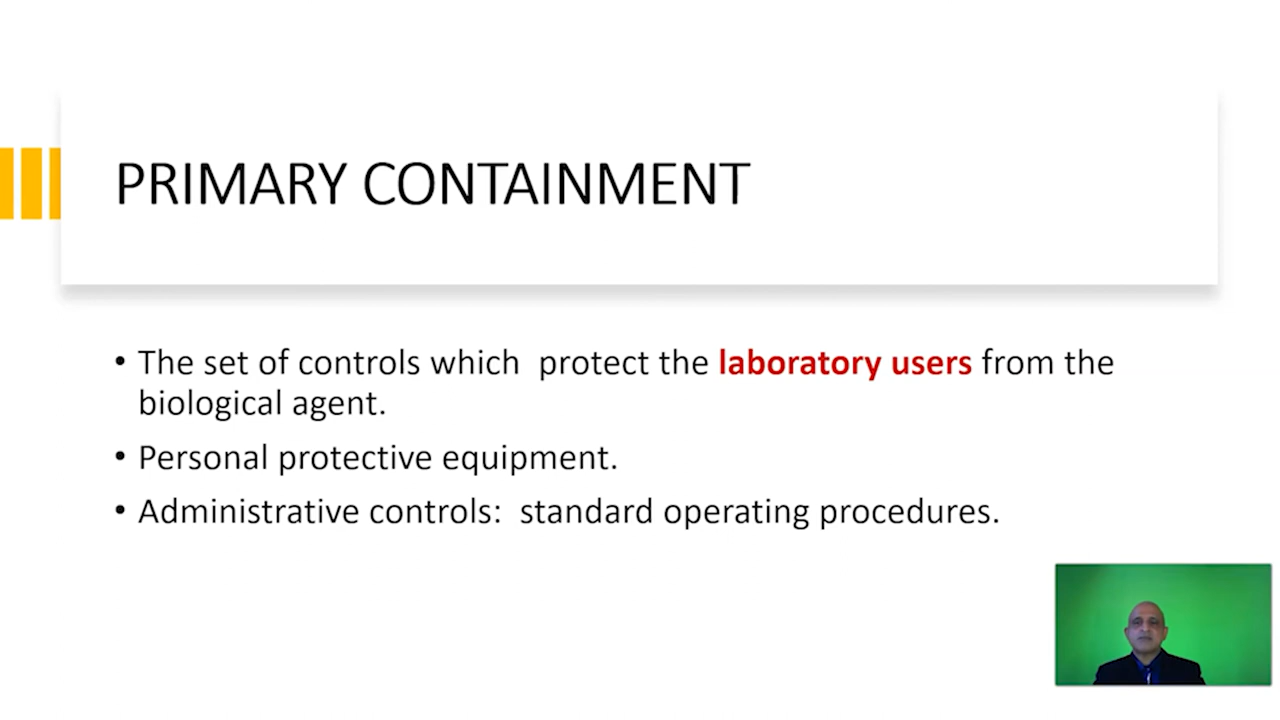 PRIMARY CONTAINMENT
• The set of controls which  protect the laboratory users from the
biological agent.
• Personal protective equipment.
• Administrative controls:  standard operating procedures.